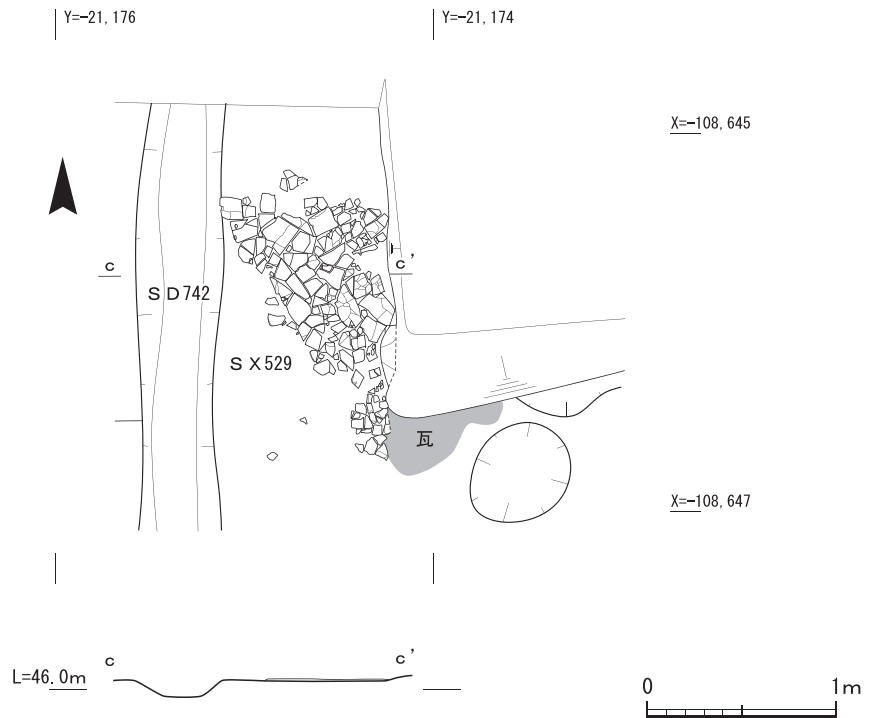 Y=-21,176
Y=-21,174
X=-108,645
c
c'
SD742
SX529
瓦
X=-108,647
c
c'
L=46.0m
0
1m